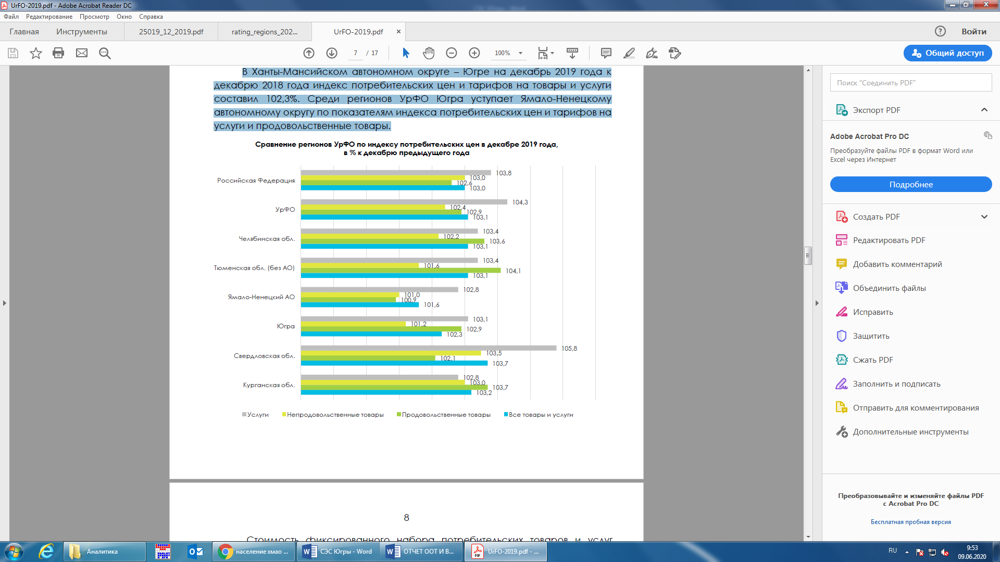 UrFO-2019.pdf - Adobe Acrobat Reader DC
Файл Редактирование Просмотр Окно Справка
Главная Инструменты 25019_12_2019.pdf rating_regions_202... UrFO-2019.pdf × ? Войти
7 / 17 100% Общий доступ
В Ханты-Мансийском автономном округе – Югре на декабрь 2019 года к
декабрю 2018 года индекс потребительских цен и тарифов на товары и услуги
составил 102,3%. Среди регионов УрФО Югра уступает Ямало-Ненецкому
автономному округу по показателям индекса потребительских цен и тарифов на
услуги и продовольственные товары.
Сравнение регионов УрФО по индексу потребительских цен в декабре 2019 года,
в % к декабрю предыдущего года
Российская Федерация
103,8
103,0
102,6
103,0
УрФО
104,3
102,4
102,9
103,1
Челябинская обл.
103,4
102,2
103,6
103,1
Тюменская обл. (без АО)
103,4
101,6
104,1
103,1
Ямало-Ненецкий АО
102,8
101,0
100,9
101,6
Югра
103,1
101,2
102,9
102,3
Свердловская обл.
105,8
103,5
102,1
103,7
Курганская обл.
102,8
103,0
103,7
103,2
Услуги Непродовольственные товары Продовольственные товары Все товары и услуги
8
Стоимость фиксированного набора потребительских товаров и услуг
Поиск "Соединить PDF"
Экспорт PDF
Adobe Acrobat Pro DC
Преобразуйте файлы PDF в формат Word или
Excel через Интернет
Подробнее
Создать PDF
Редактировать PDF
Добавить комментарий
Объединить файлы
Исправить
Защитить
Сжать PDF
Заполнить и подписать
Отправить для комментирования
Дополнительные инструменты
Преобразовывайте и изменяйте файлы PDF
с Acrobat Pro DC
Бесплатная пробная версия
Аналитика население хмао ... СЭС Югры - Word ОТЧЕТ ООТ И В... UrFO-2019.pdf - ... RU 9:53
09.06.2020